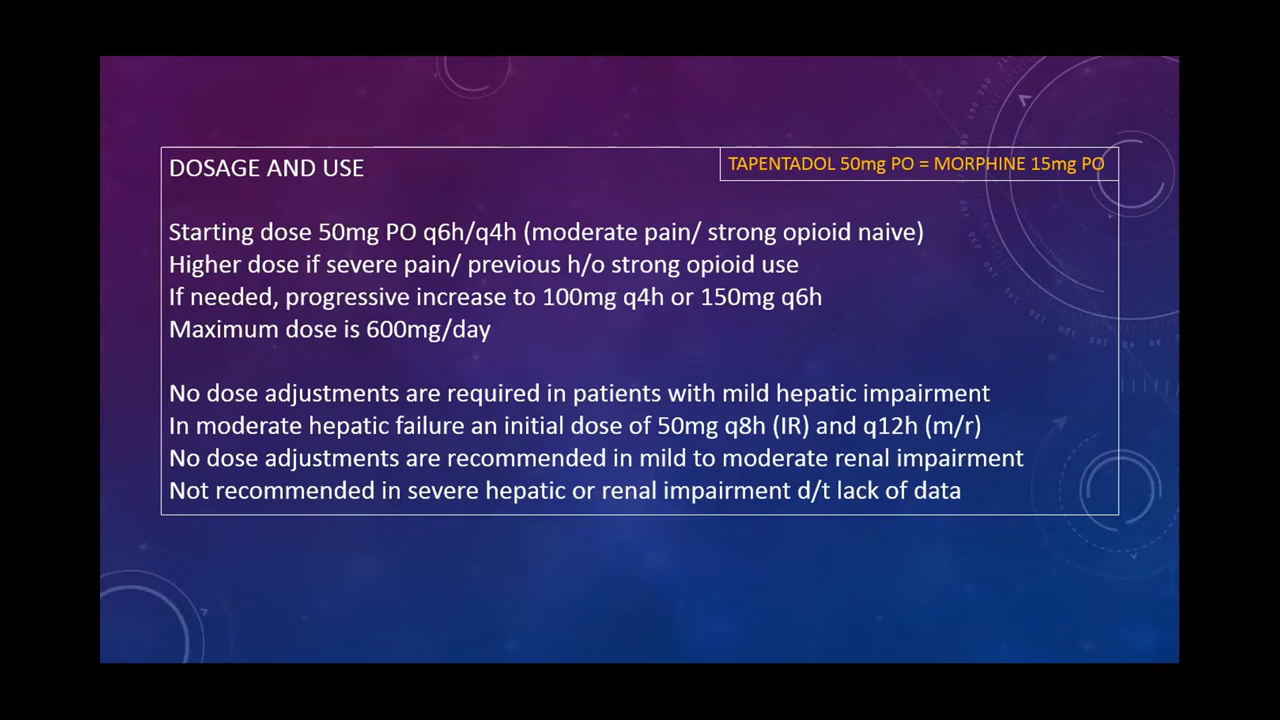 DOSAGE AND USE
TAPENTADOL 50mg PO = MORPHINE 15mg PO
Starting dose 50mg PO q6h/q4h (moderate pain/ strong opioid naive)
Higher dose if severe pain/ previous h/o strong opioid use
If needed, progressive increase to 100mg q4h or 150mg q6h
Maximum dose is 600mg/day
No dose adjustments are required in patients with mild hepatic impairment
In moderate hepatic failure an initial dose of 50mg q8h (IR) and q12h (m/r)
No dose adjustments are recommended in mild to moderate renal impairment
Not recommended in severe hepatic or renal impairment d/t lack of data